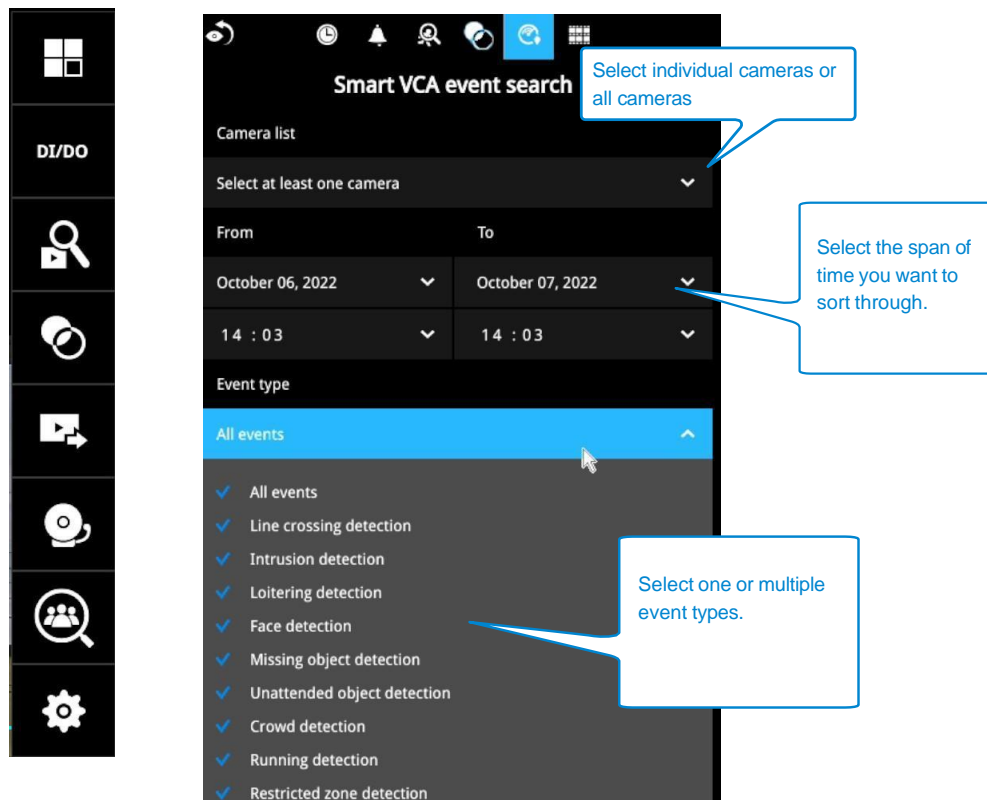 DI/DO
Smart VCA event search
Select individual cameras or
all cameras
Camera list
Select at least one camera
From
To
October 06, 2022
October 07, 2022
14 : 03
14 : 03
Select the span of
time you want to
sort through.
Event type
All events
All events
Line crossing detection
Intrusion detection
Loitering detection
Face detection
Missing object detection
Unattended object detection
Crowd detection
Running detection
Restricted zone detection
Select one or multiple
event types.